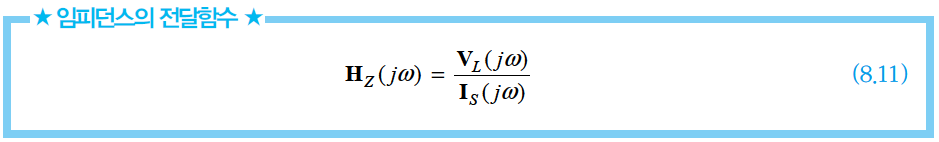 ★ 임피던스의 전달함수 ★
H_Z(jω) = V_L(jω) / I_S(jω) (8.11)